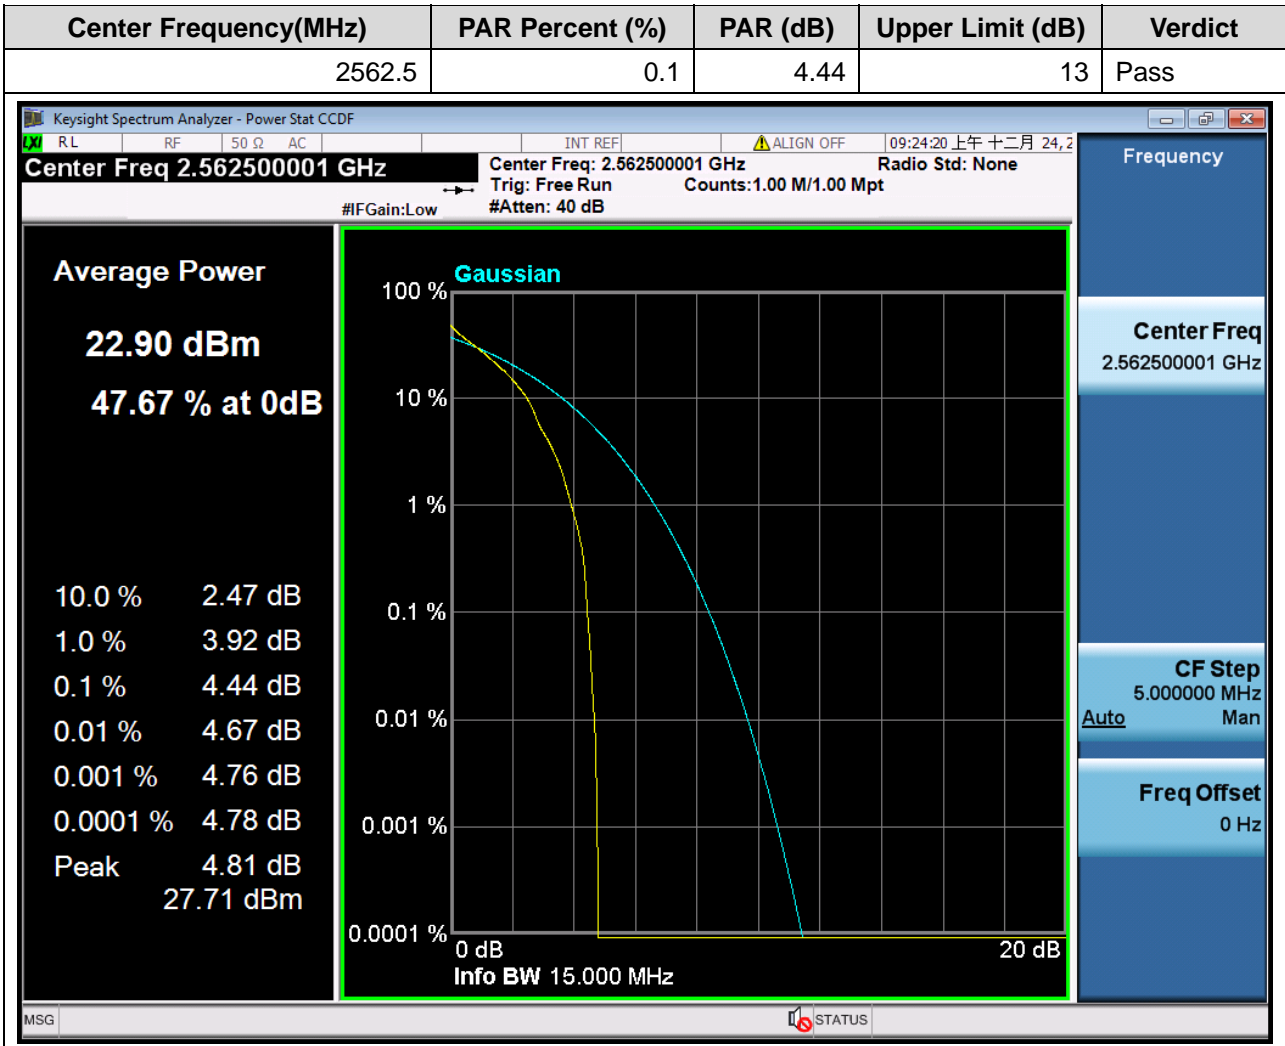 Center Frequency(MHz) PAR Percent (%) PAR (dB) Upper Limit (dB) Verdict
2562.5 0.1 4.44 13 Pass
Keysight Spectrum Analyzer - Power Stat CCDF
LXI RL RF 50 Ω AC INT REF ALIGN OFF 09:24:20 上午 十二月 24, 2
Center Freq 2.562500001 GHz
Center Freq: 2.562500001 GHz Radio Std: None
Trig: Free Run Counts:1.00 M/1.00 Mpt
#IFGain:Low #Atten: 40 dB
Average Power
22.90 dBm
47.67 % at 0dB
10.0 % 2.47 dB
1.0 % 3.92 dB
0.1 % 4.44 dB
0.01 % 4.67 dB
0.001 % 4.76 dB
0.0001 % 4.78 dB
Peak 4.81 dB
27.71 dBm
Gaussian
100 %
10 %
1 %
0.1 %
0.01 %
0.001 %
0.0001 %
0 dB 20 dB
Info BW 15.000 MHz
Frequency
Center Freq
2.562500001 GHz
CF Step
5.000000 MHz
Auto Man
Freq Offset
0 Hz
MSG STATUS